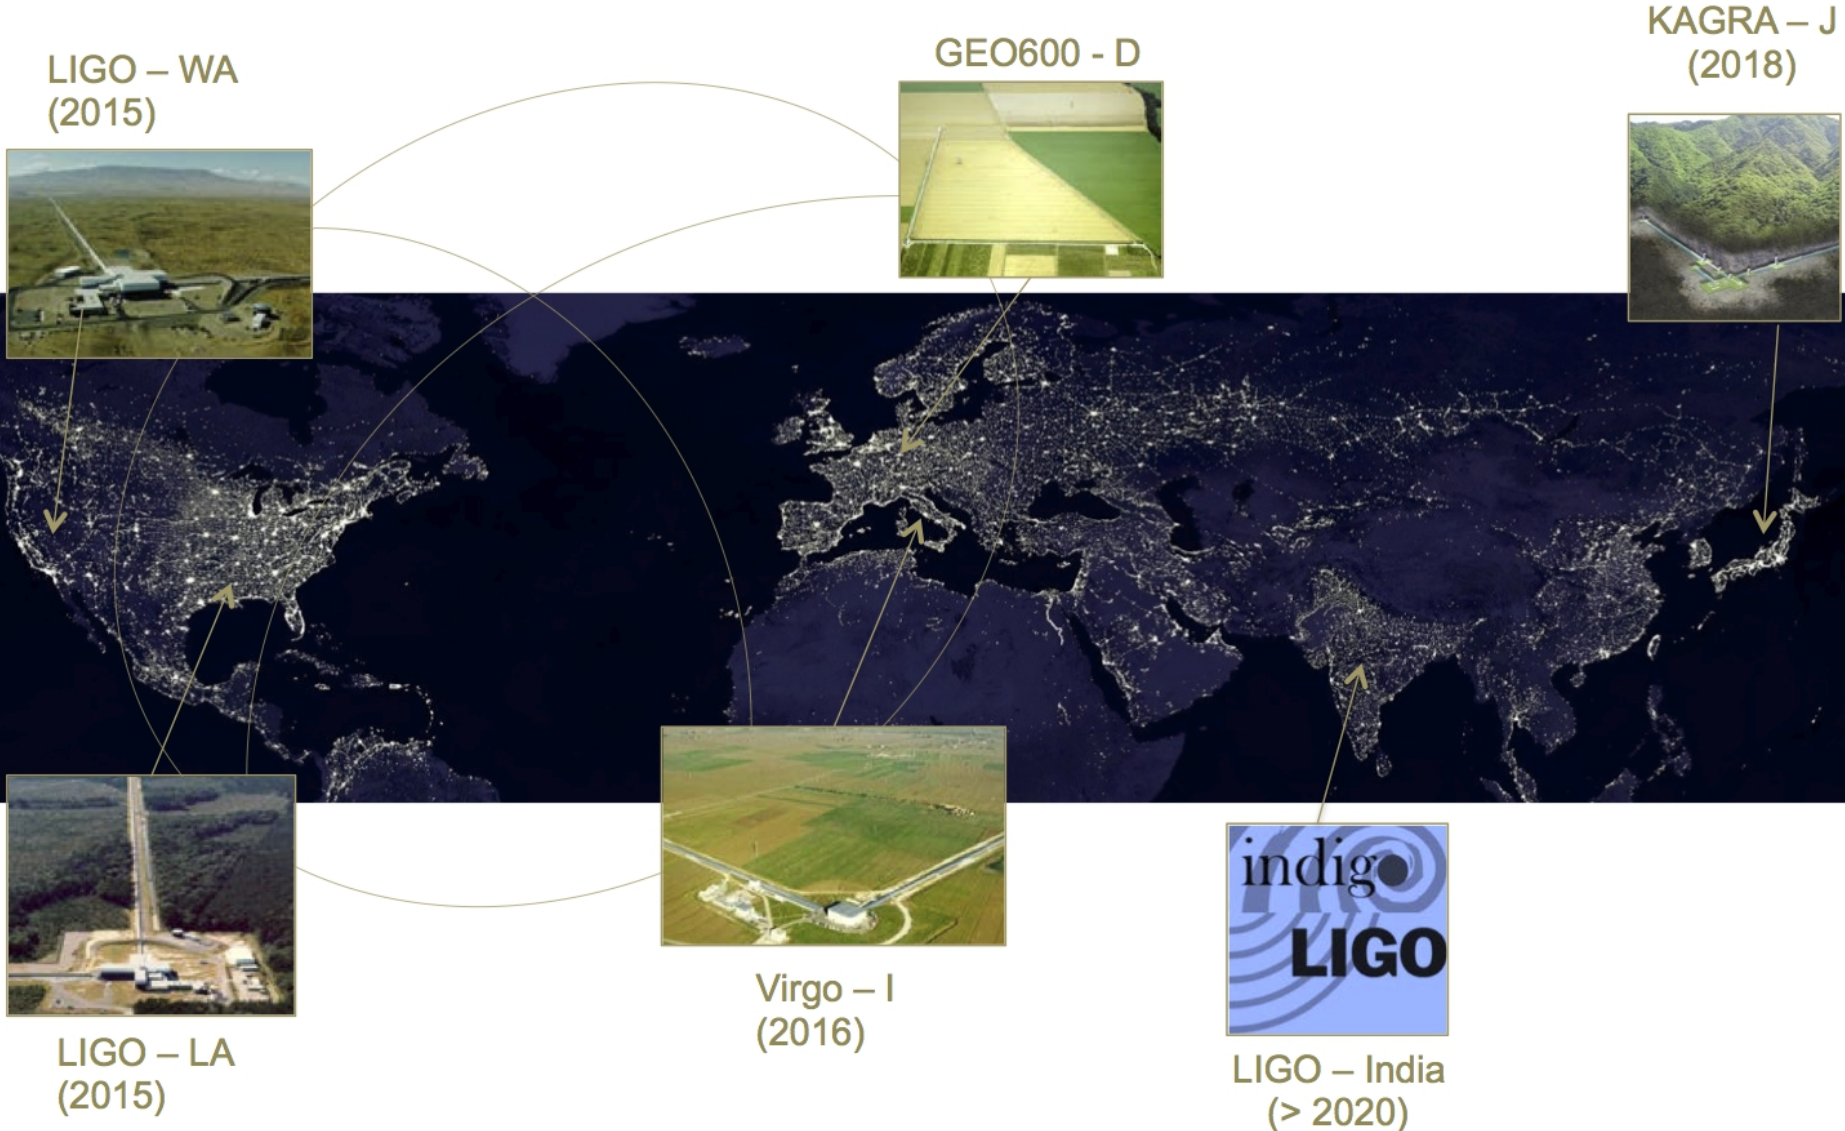 KAGRA – J
(2018)
GEO600 - D
LIGO – WA
(2015)
indigo
LIGO
Virgo – I
(2016)
LIGO – LA
(2015)
LIGO – India
(> 2020)